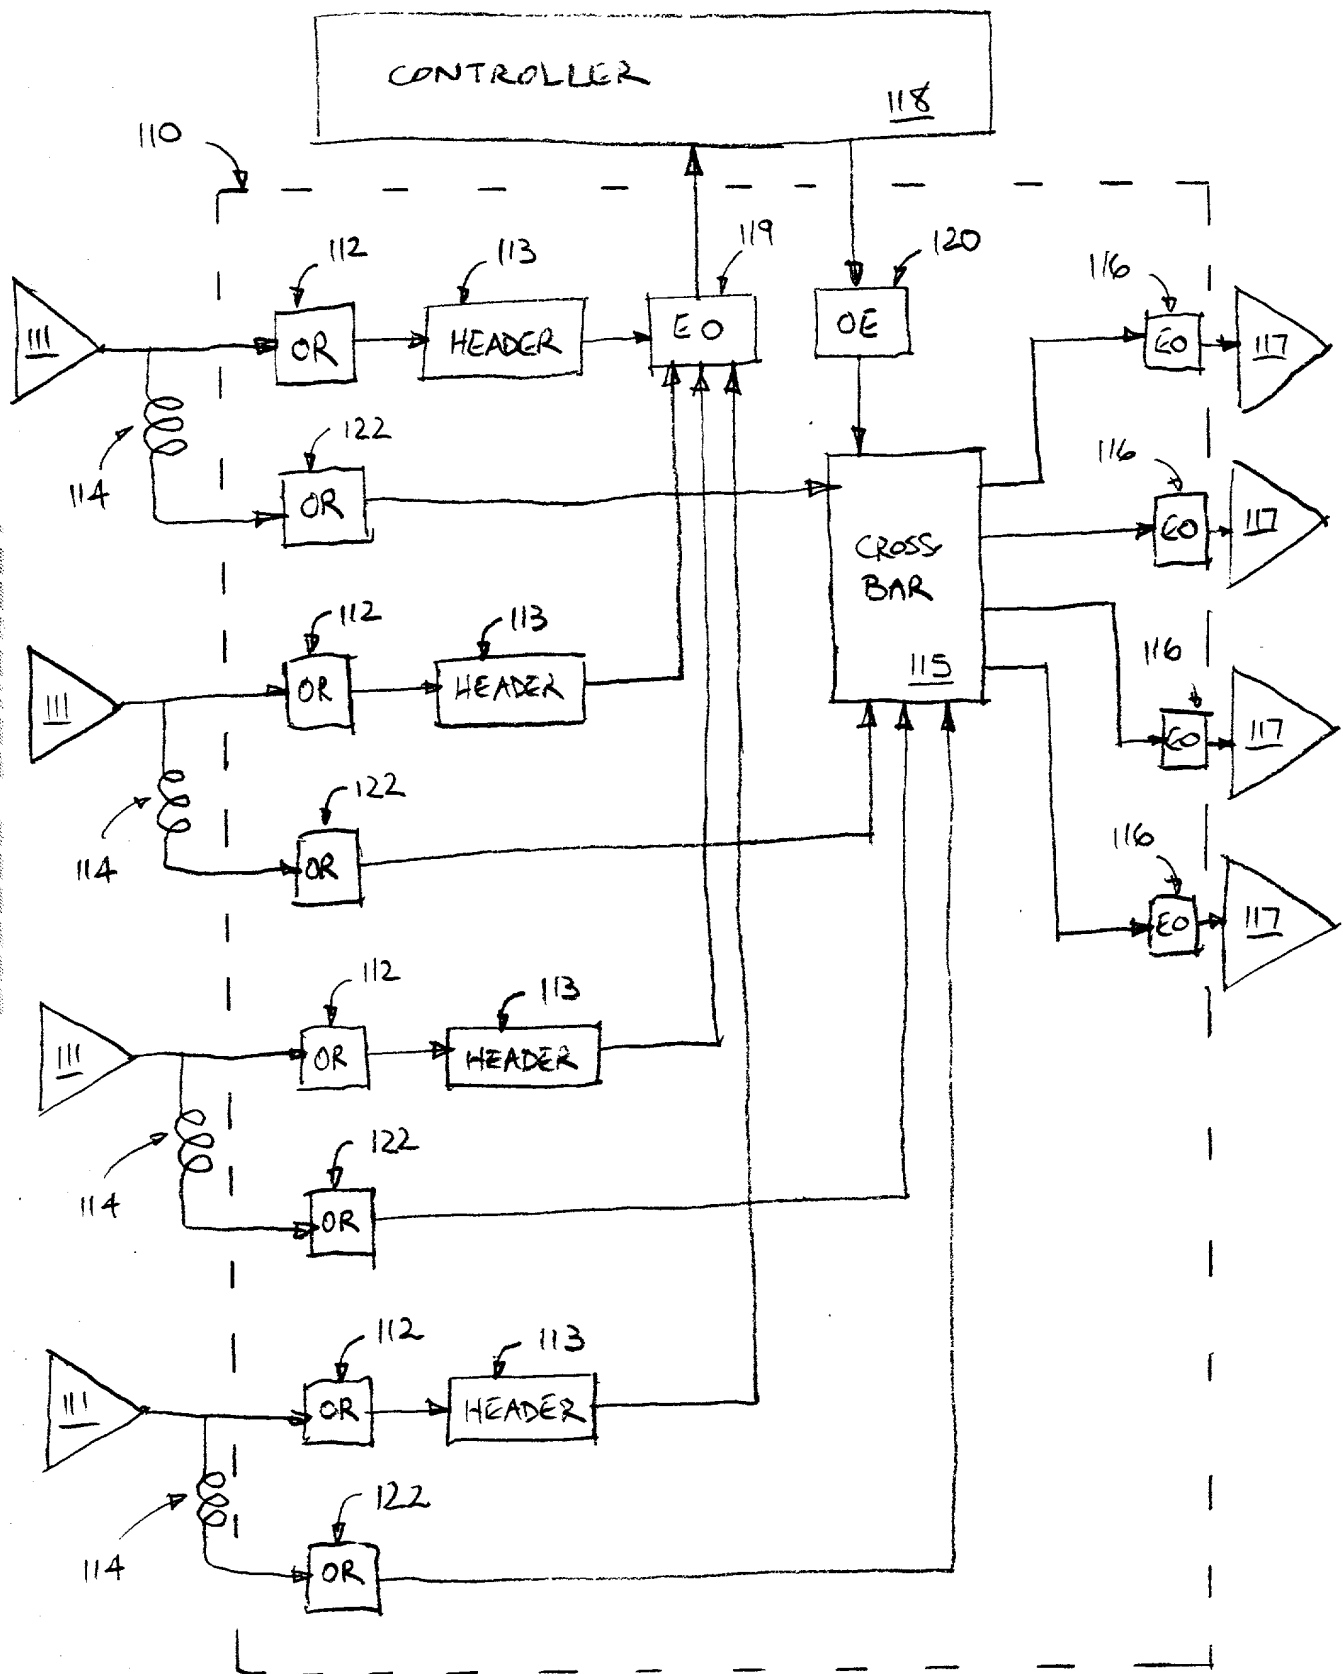 CONTROLLER
118
110
112
113
119
120
116
111
OR
HEADER
EO
OE
EO
117
122
114
OR
116
EO
117
CROSS
BAR
115
112
113
111
OR
HEADER
116
EO
117
122
114
OR
116
EO
117
112
113
111
OR
HEADER
122
114
OR
112
113
111
OR
HEADER
122
114
OR